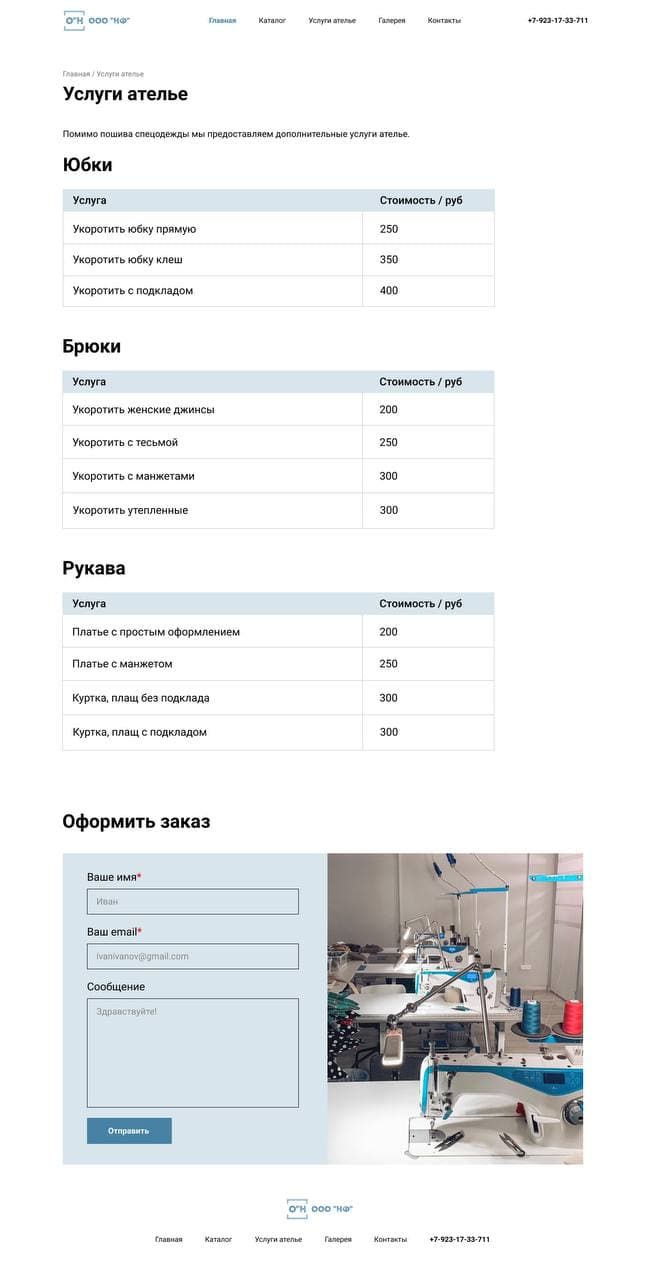 О"Н ООО "НФ"
Главная Каталог Услуги ателье Галерея Контакты +7-923-17-33-711
Главная / Услуги ателье
Услуги ателье
Помимо пошива спецодежды мы предоставляем дополнительные услуги ателье.
Юбки
Услуга Стоимость / руб
Укоротить юбку прямую 250
Укоротить юбку клеш 350
Укоротить с подкладом 400
Брюки
Услуга Стоимость / руб
Укоротить женские джинсы 200
Укоротить с тесьмой 250
Укоротить с манжетами 300
Укоротить утепленные 300
Рукава
Услуга Стоимость / руб
Платье с простым оформлением 200
Платье с манжетом 250
Куртка, плащ без подклада 300
Куртка, плащ с подкладом 300
Оформить заказ
Ваше имя*
Иван
Ваш email*
ivanivanov@gmail.com
Сообщение
Здравствуйте!
Отправить
О"Н ООО "НФ"
Главная Каталог Услуги ателье Галерея Контакты +7-923-17-33-711